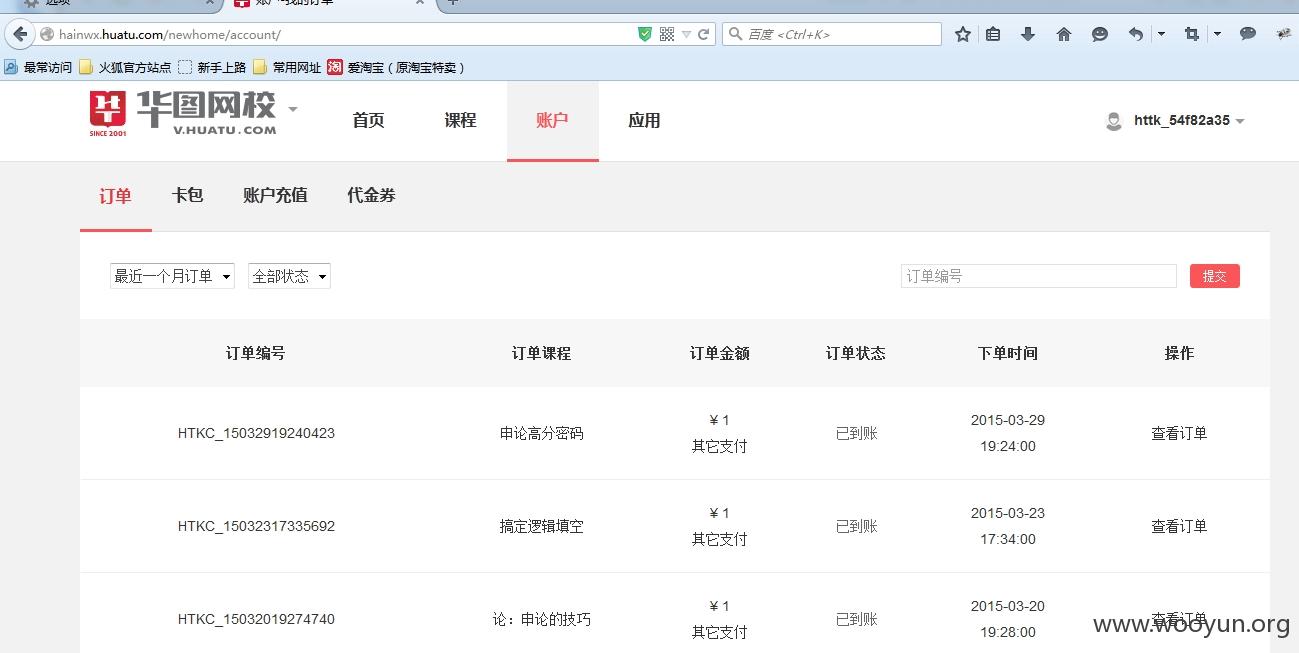 选项
账户-我的订单
hainwx.huatu.com/newhome/account/
百度 <Ctrl+K>
最常访问 火狐官方站点 新手上路 常用网址 淘 爱淘宝（原淘宝特卖）
华图网校
SINCE 2001
V.HUATU.COM
首页 课程 账户 应用
httk_54f82a35
订单 卡包 账户充值 代金券
最近一个月订单 全部状态 订单编号 提交
订单编号 订单课程 订单金额 订单状态 下单时间 操作
HTKC_15032919240423 申论高分密码 ¥ 1 其它支付 已到账 2015-03-29 19:24:00 查看订单
HTKC_15032317335692 搞定逻辑填空 ¥ 1 其它支付 已到账 2015-03-23 17:34:00 查看订单
HTKC_15032019274740 论：申论的技巧 ¥ 1 其它支付 已到账 2015-03-20 19:28:00 查看订单
www.wooyun.org